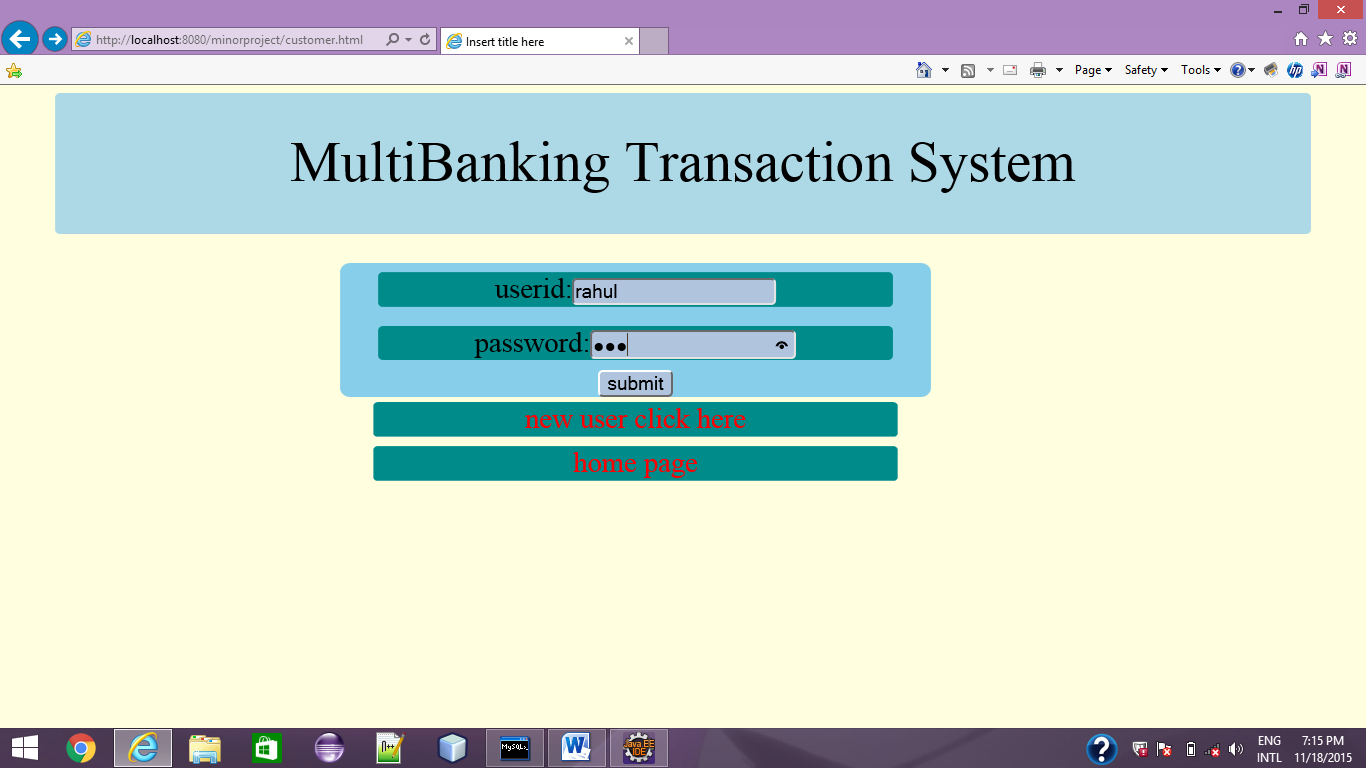 http://localhost:8080/minorproject/customer.html
Insert title here
Page Safety Tools
MultiBanking Transaction System
userid: rahul
password: ●●●
submit
new user click here
home page
ENG 7:15 PM
INTL 11/18/2015